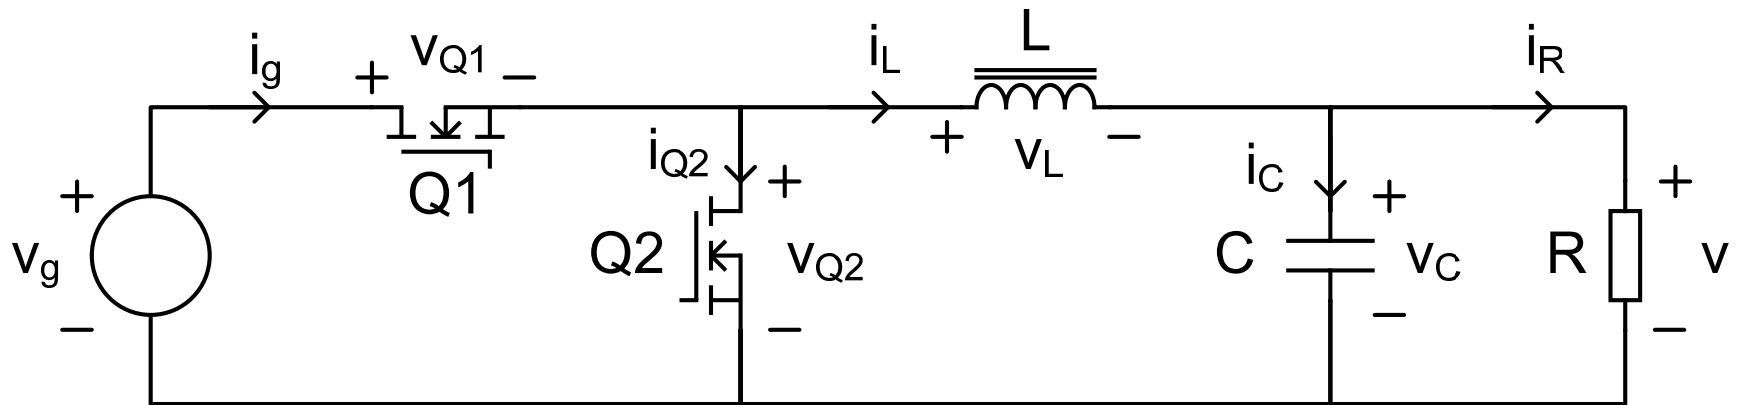 i_g
+ v_Q1 −
Q1
i_L
L
+ v_L −
i_R
+
v_g
−
i_Q2
Q2
+
v_Q2
−
i_C
C
+
v_C
−
R
+
v
−